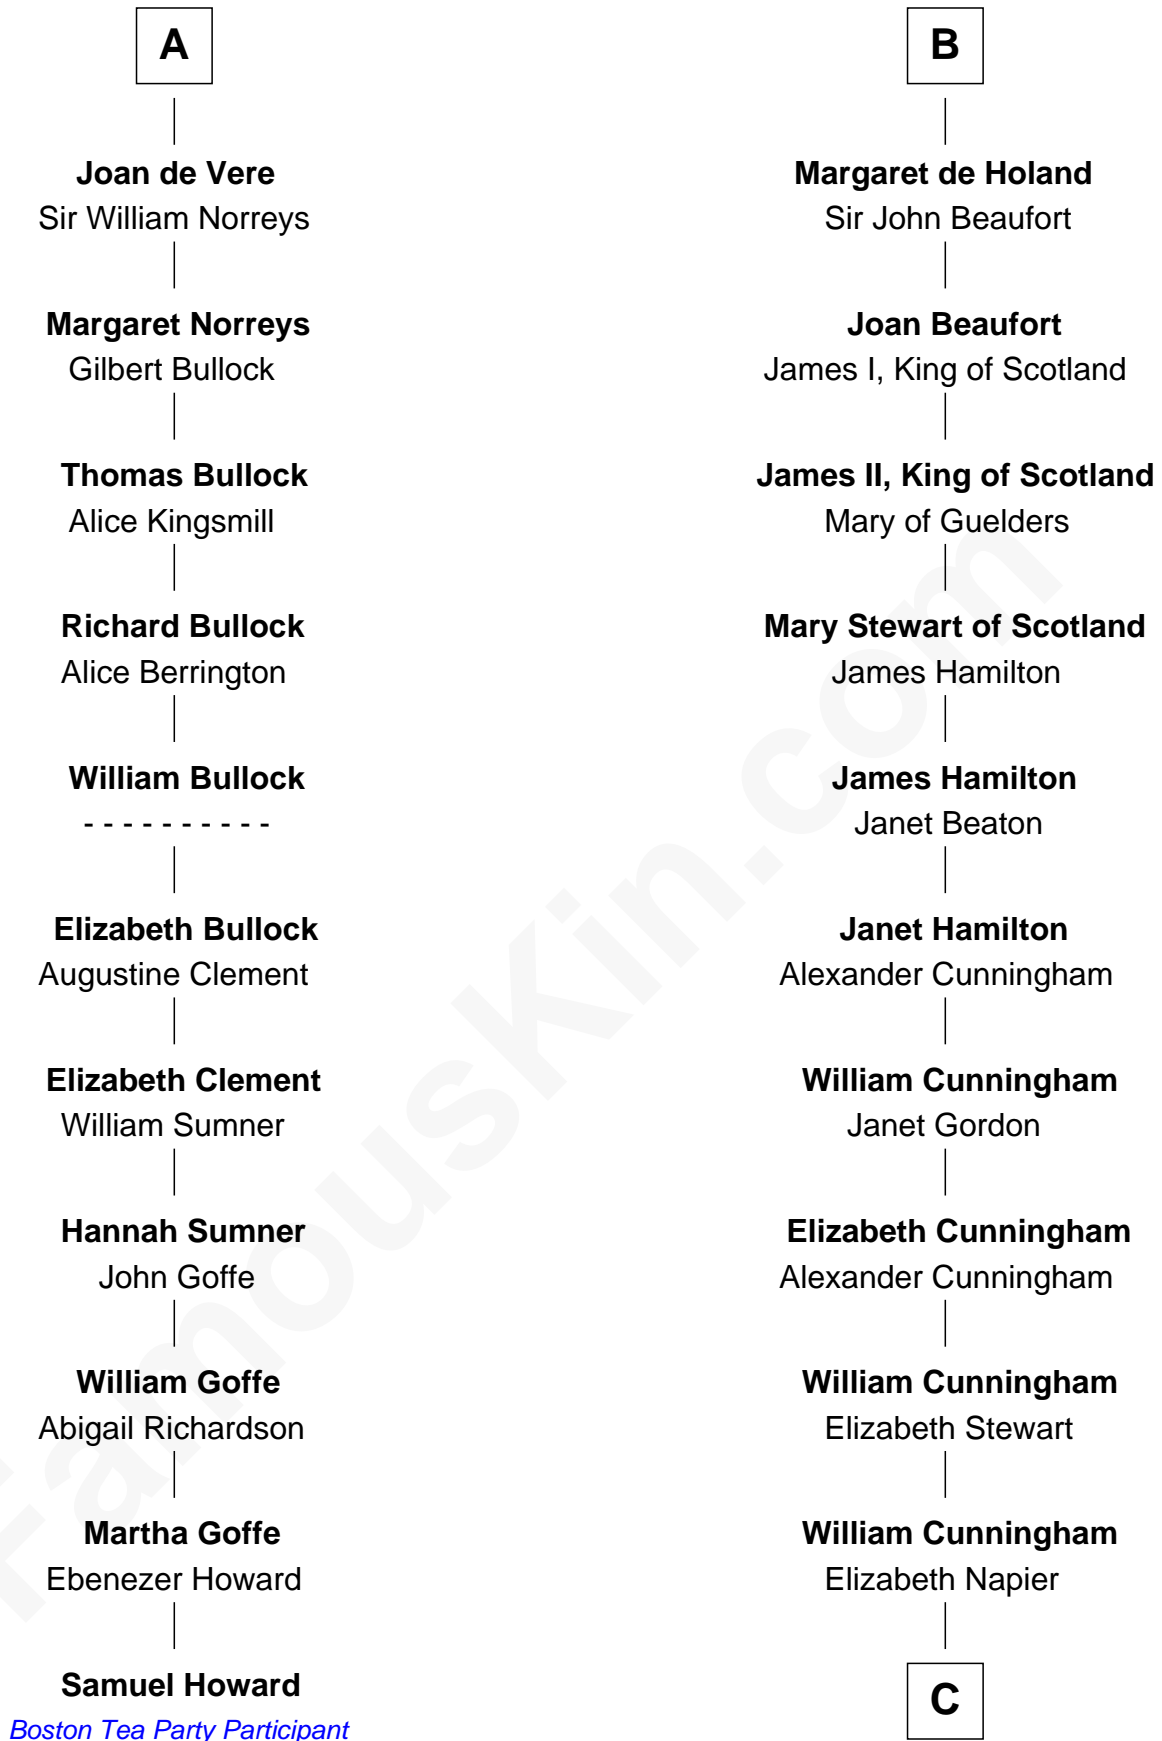 A
Joan de Vere
Sir William Norreys
Margaret Norreys
Gilbert Bullock
Thomas Bullock
Alice Kingsmill
Richard Bullock
Alice Berrington
William Bullock
- - - - - - - - - -
Elizabeth Bullock
Augustine Clement
Elizabeth Clement
William Sumner
Hannah Sumner
John Goffe
William Goffe
Abigail Richardson
Martha Goffe
Ebenezer Howard
Samuel Howard
Boston Tea Party Participant
B
Margaret de Holand
Sir John Beaufort
Joan Beaufort
James I, King of Scotland
James II, King of Scotland
Mary of Guelders
Mary Stewart of Scotland
James Hamilton
James Hamilton
Janet Beaton
Janet Hamilton
Alexander Cunningham
William Cunningham
Janet Gordon
Elizabeth Cunningham
Alexander Cunningham
William Cunningham
Elizabeth Stewart
William Cunningham
Elizabeth Napier
C
FamousKin.com